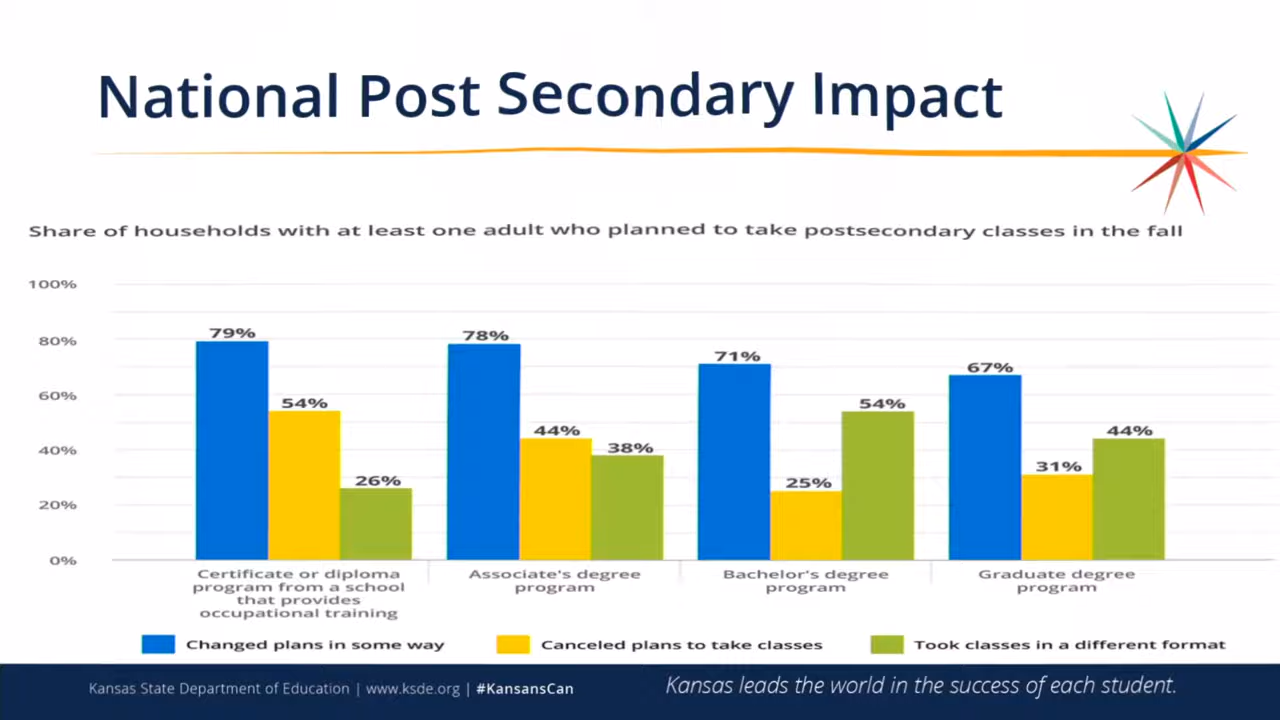 National Post Secondary Impact
Share of households with at least one adult who planned to take postsecondary classes in the fall
100%
80%
60%
40%
20%
0%
79%
54%
26%
78%
44%
38%
71%
25%
54%
67%
31%
44%
Certificate or diploma
program from a school
that provides
occupational training
Associate's degree
program
Bachelor's degree
program
Graduate degree
program
Changed plans in some way
Canceled plans to take classes
Took classes in a different format
Kansas State Department of Education | www.ksde.org | #KansansCan
Kansas leads the world in the success of each student.